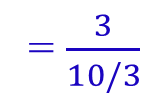 = 3 / (10/3)